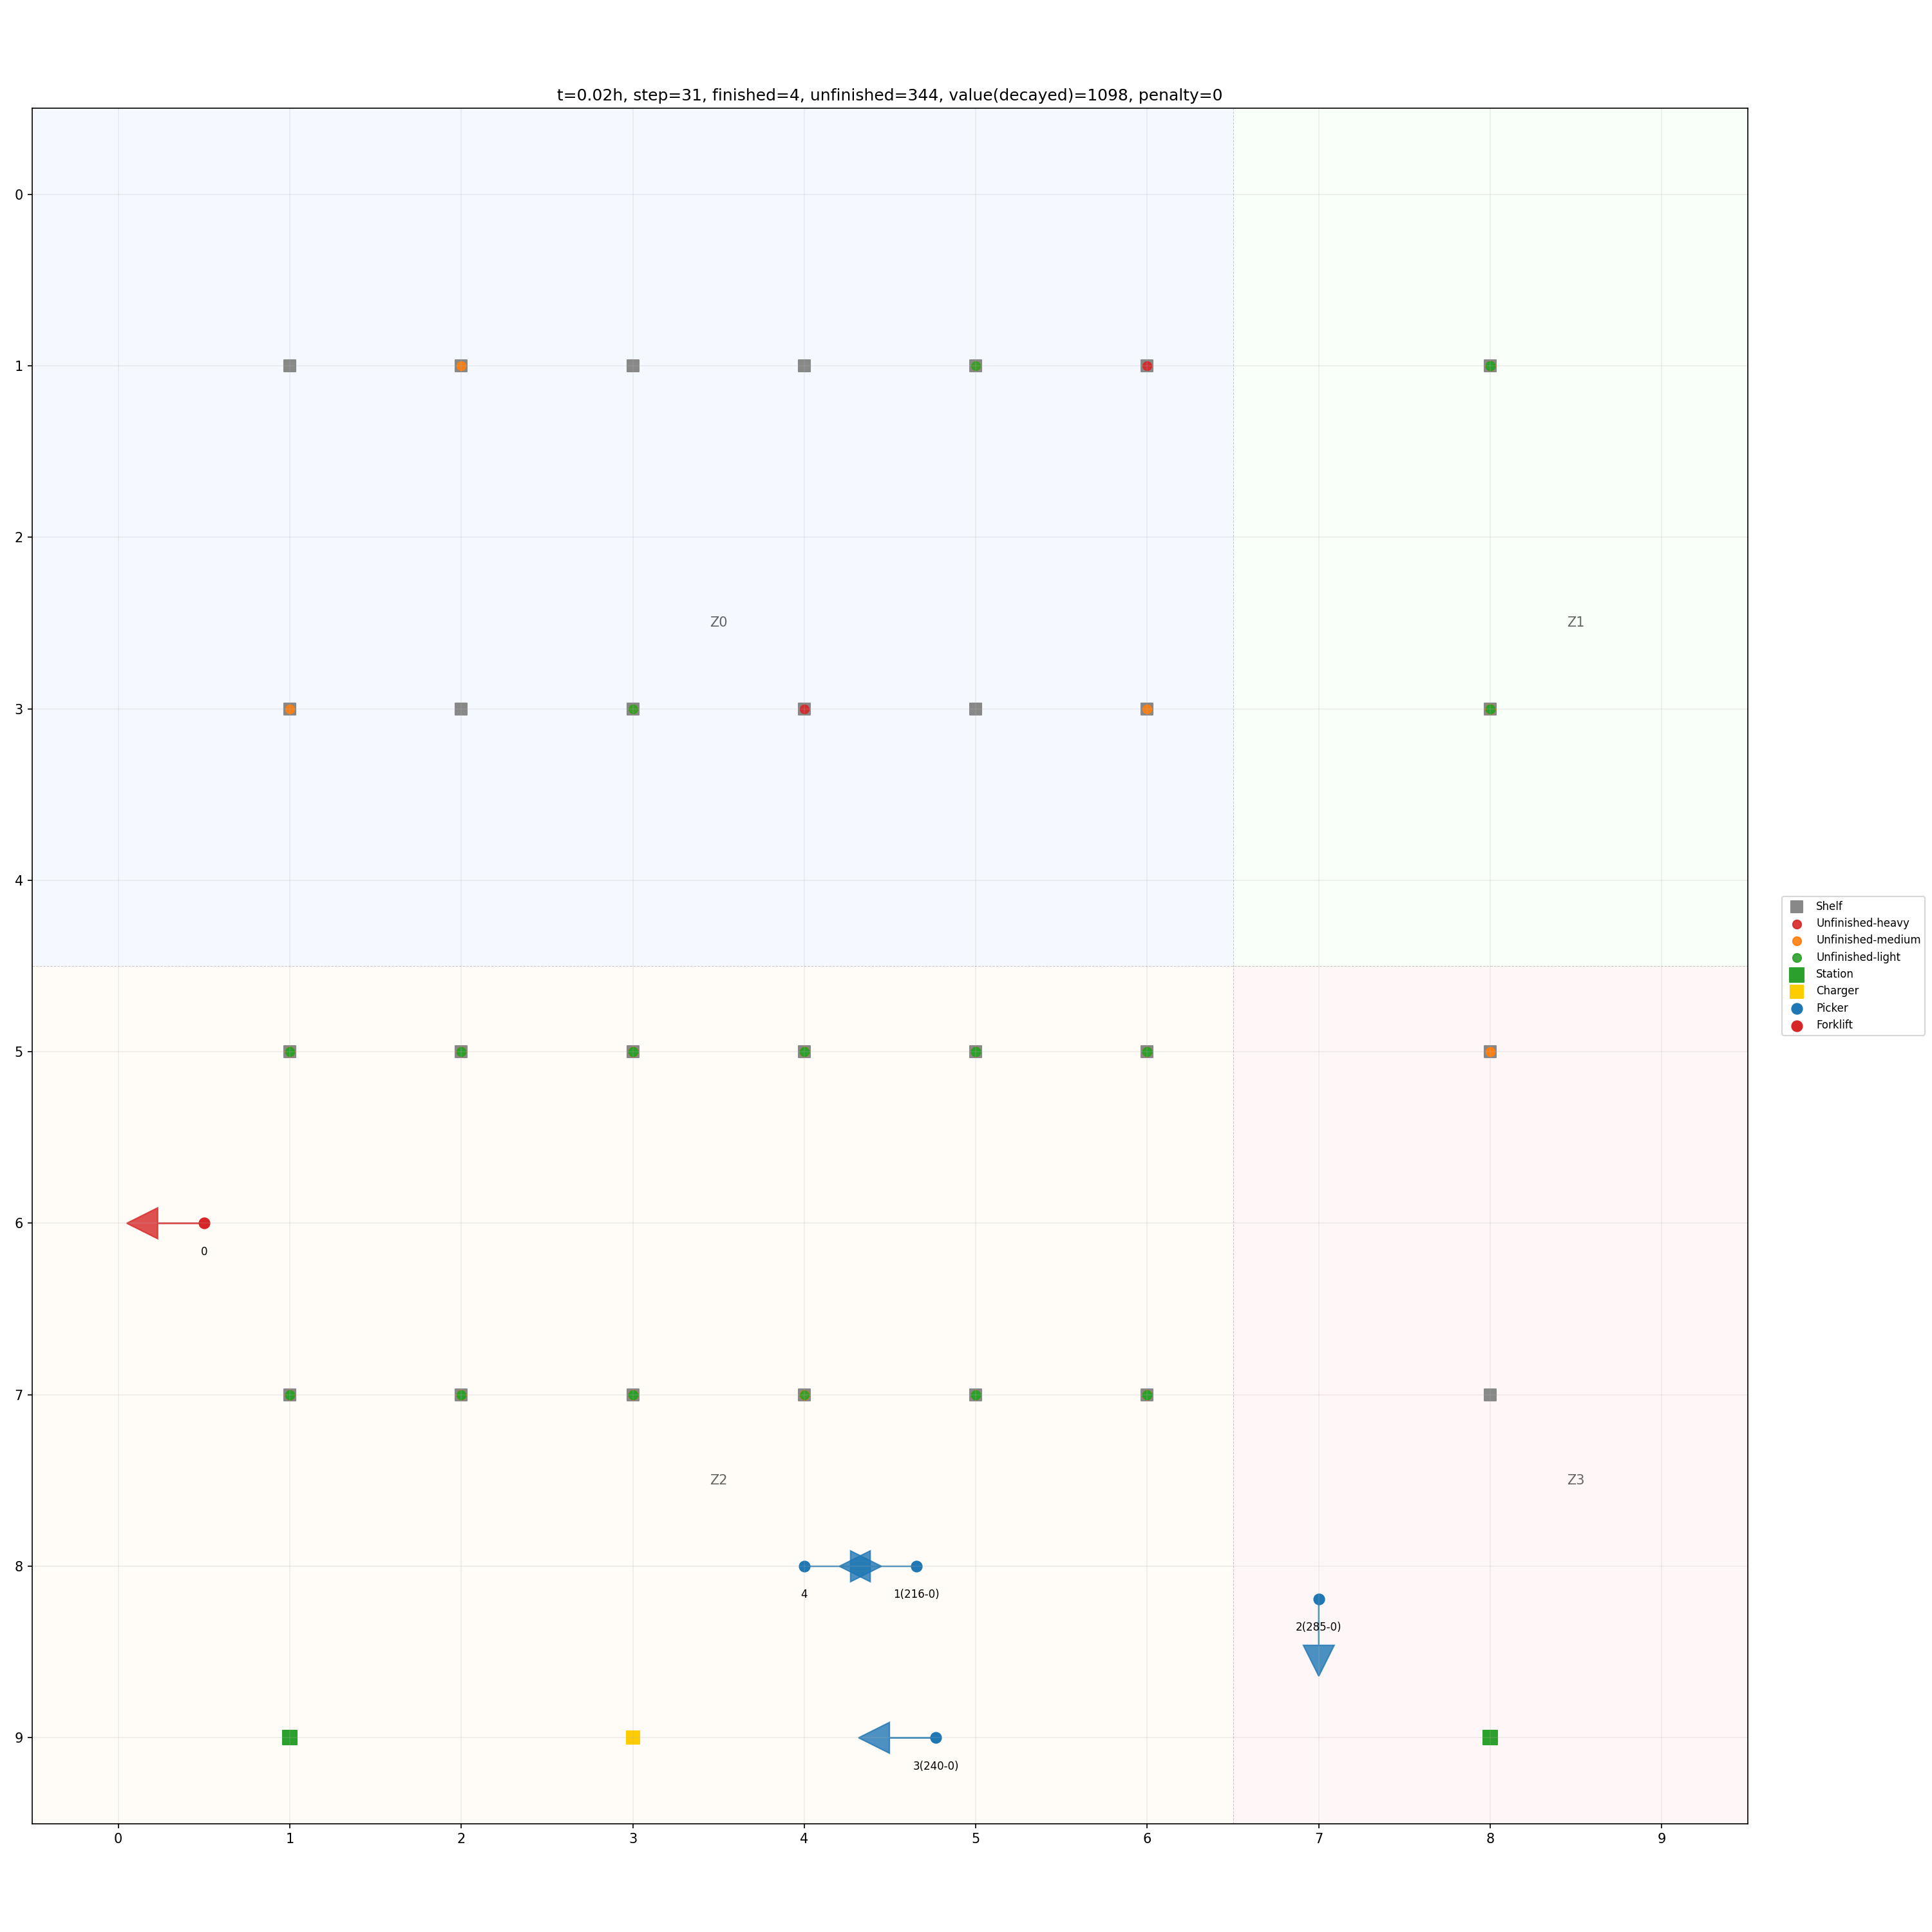 t=0.02h, step=31, finished=4, unfinished=344, value(decayed)=1098, penalty=0
0
1
2
Z0
Z1
3
4
Shelf
Unfinished-heavy
Unfinished-medium
Unfinished-light
Station
Charger
Picker
Forklift
5
6
0
7
Z2
Z3
8
4
1(216-0)
2(285-0)
9
3(240-0)
0 1 2 3 4 5 6 7 8 9